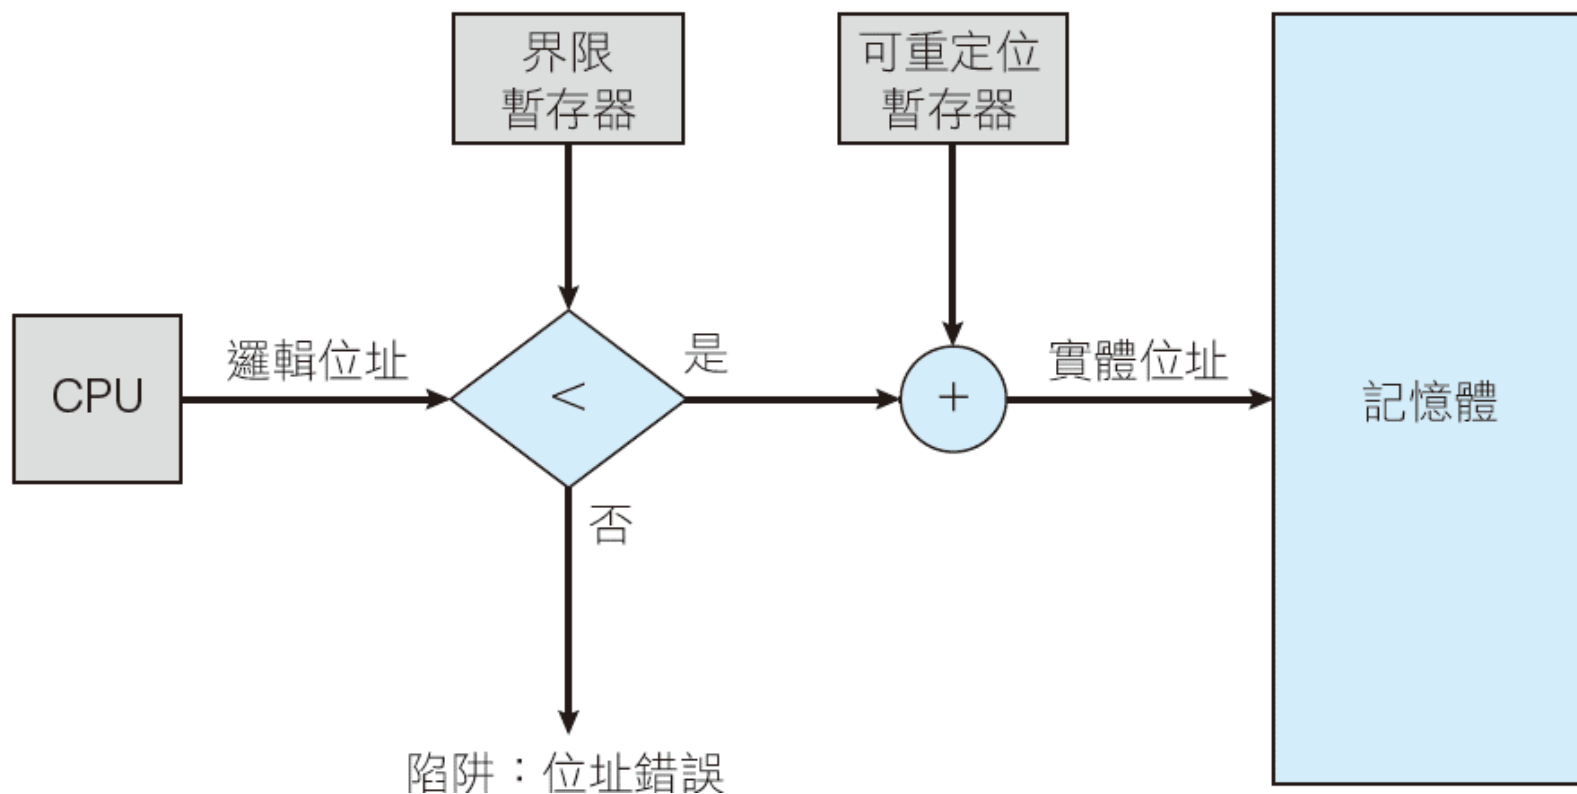 界限
暫存器
可重定位
暫存器
CPU
邏輯位址
<
是
+
實體位址
記憶體
否
陷阱：位址錯誤